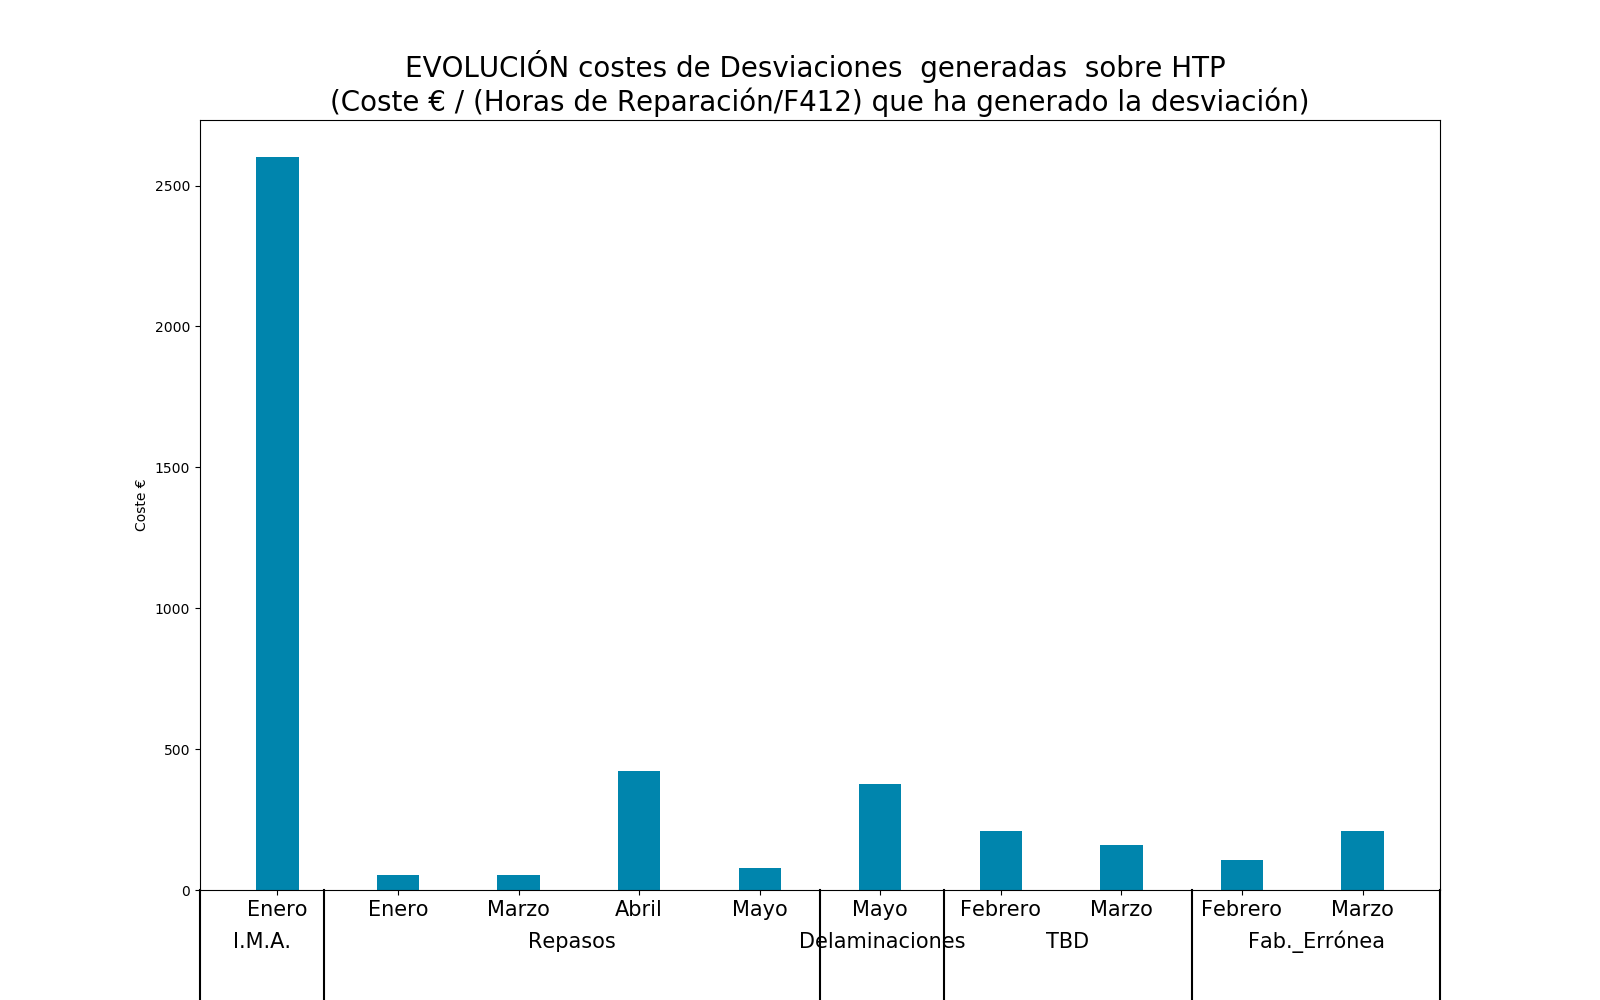 EVOLUCIÓN costes de Desviaciones  generadas  sobre HTP
(Coste € / (Horas de Reparación/F412) que ha generado la desviación)
2500
2000
1500
1000
500
0
Coste €
Enero Enero Marzo Abril Mayo Mayo Febrero Marzo Febrero Marzo
I.M.A. Repasos Delaminaciones TBD Fab._Errónea